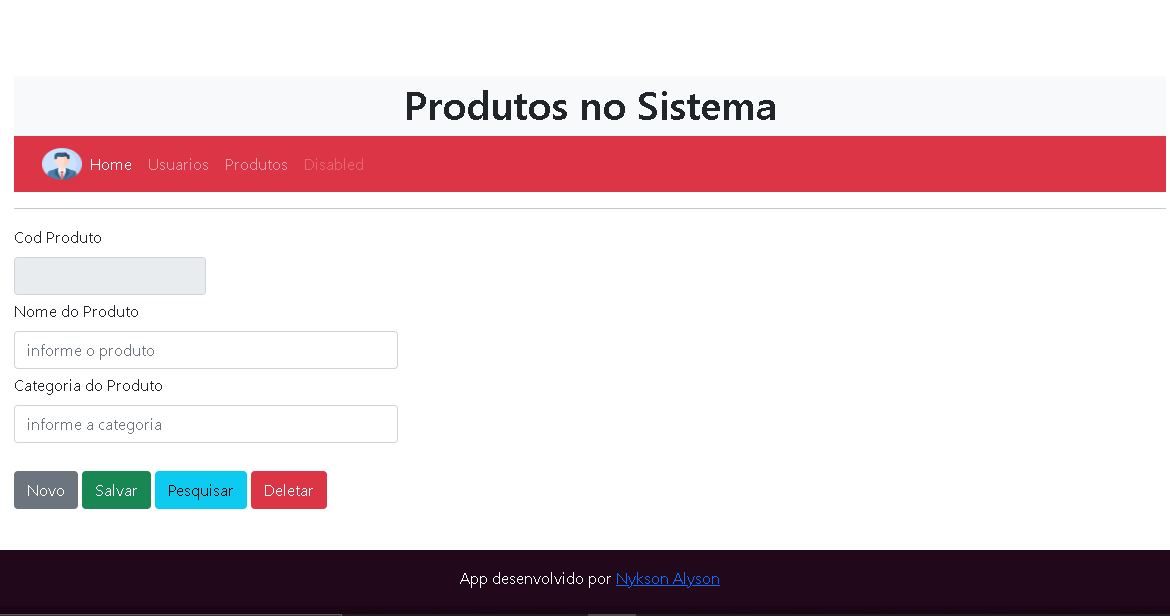 Produtos no Sistema
Home Usuarios Produtos Disabled
Cod Produto
Nome do Produto
informe o produto
Categoria do Produto
informe a categoria
Novo Salvar Pesquisar Deletar
App desenvolvido por Nykson Alyson